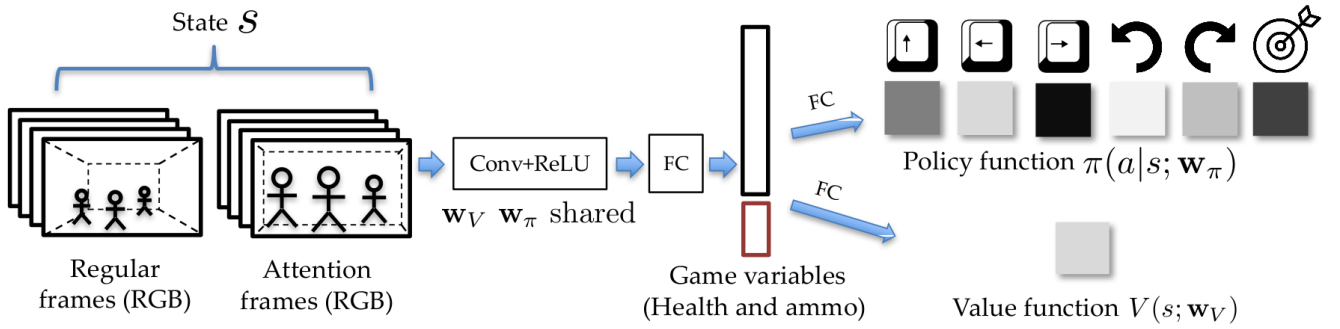 State s
Regular
frames (RGB)
Attention
frames (RGB)
Conv+ReLU
w_V w_π shared
FC
Game variables
(Health and ammo)
FC
FC
Policy function π(a|s; w_π)
Value function V(s; w_V)